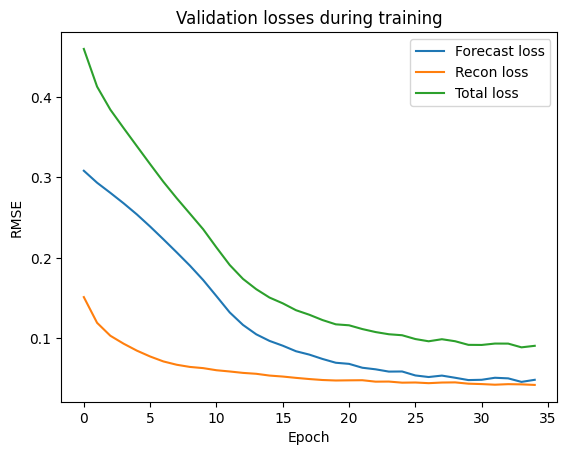 Validation losses during training
Forecast loss
Recon loss
Total loss
0.4
0.3
0.2
0.1
RMSE
0 5 10 15 20 25 30 35
Epoch